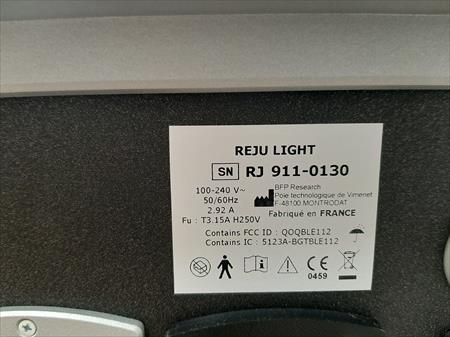 REJU LIGHT
SN RJ 911-0130
100-240 V~
50/60Hz
2.92 A
Fu : T3.15A H250V
BFP Research
Pole technologique de Vimenet
F-48100 MONTRODAT
Fabriqué en FRANCE
Contains FCC ID : QOQBLE112
Contains IC : 5123A-BGTBLE112
CE
0459